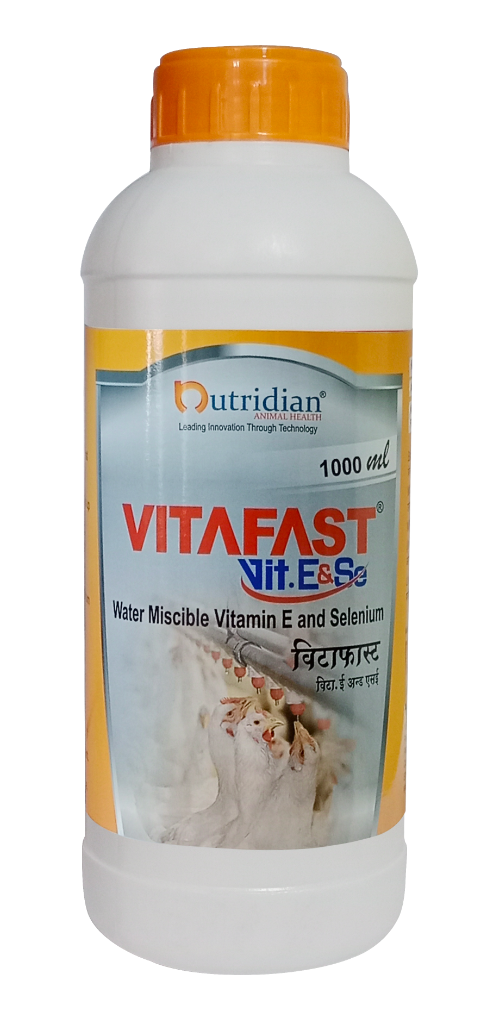 nutridian®
ANIMAL HEALTH
Leading Innovation Through Technology
1000 ml
VITAFAST®
Vit.E&Se
Water Miscible Vitamin E and Selenium
विटाफास्ट
विटा.ई अन्ड एसई